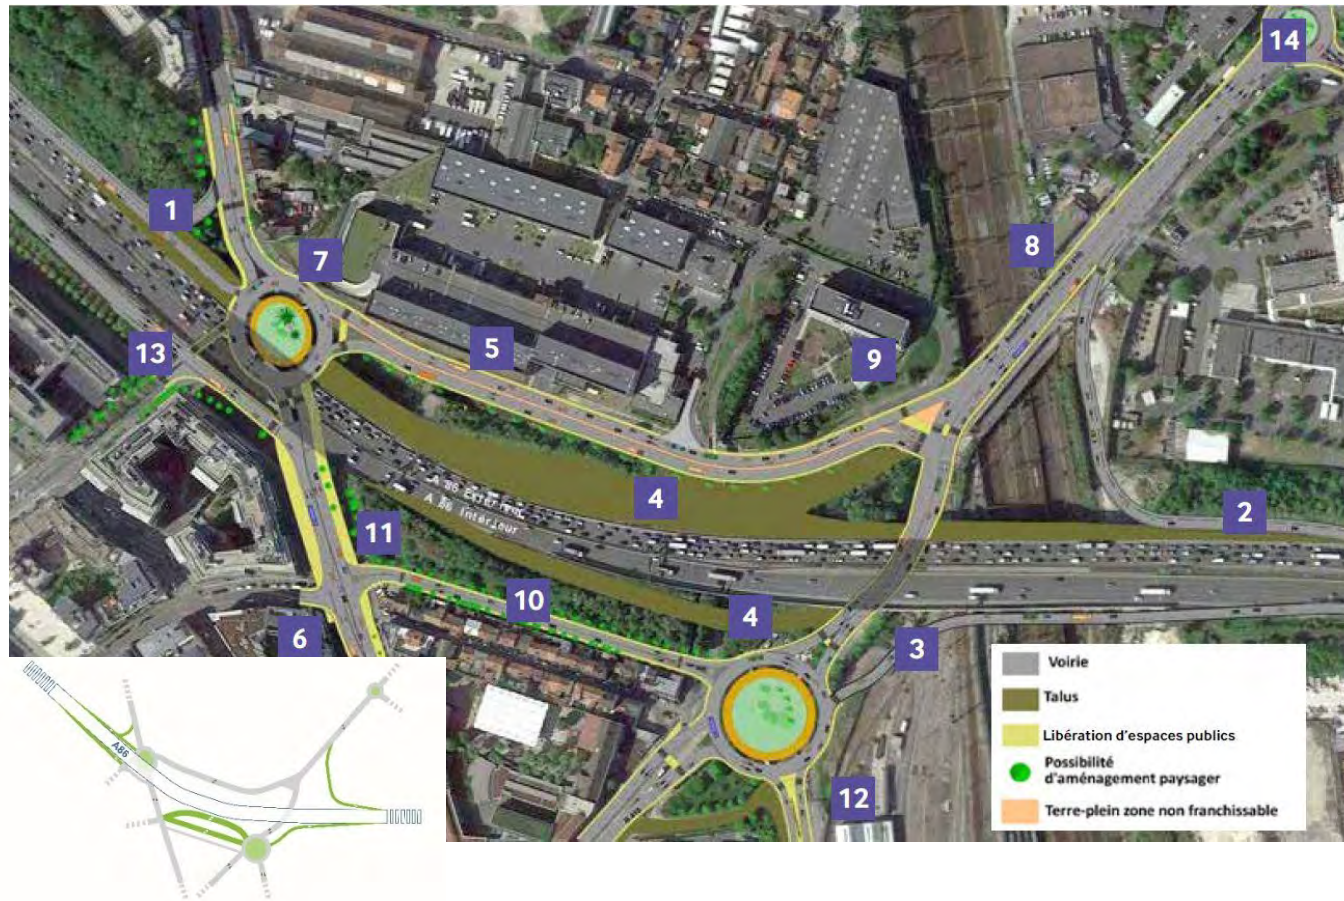 14
1
7
8
13
5
9
4
A 86 Extérieur
A 86 Intérieur
2
11
10
4
6
3
12
A86
Voirie
Talus
Libération d'espaces publics
Possibilité
d'aménagement paysager
Terre-plein zone non franchissable